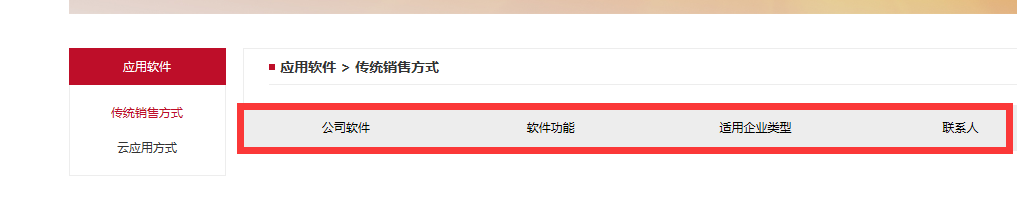 应用软件
传统销售方式
云应用方式
应用软件 > 传统销售方式
公司软件 软件功能 适用企业类型 联系人